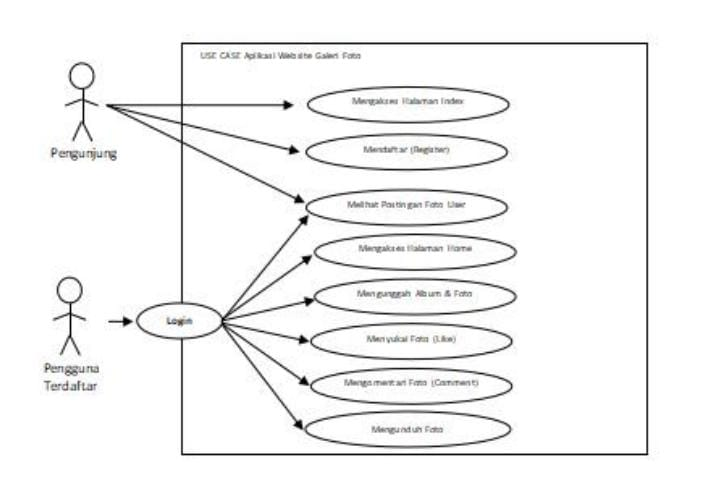 USE CASE Aplikasi Website Galeri Foto
Mengakses Halaman Index
Pengunjung
Mendaftar (Register)
Melihat Postingan Foto User
Mengakses Halaman Home
Mengunggah Album & Foto
Login
Menyukai Foto (Like)
Pengguna
Terdaftar
Mengomentari Foto (Comment)
Mengunduh Foto